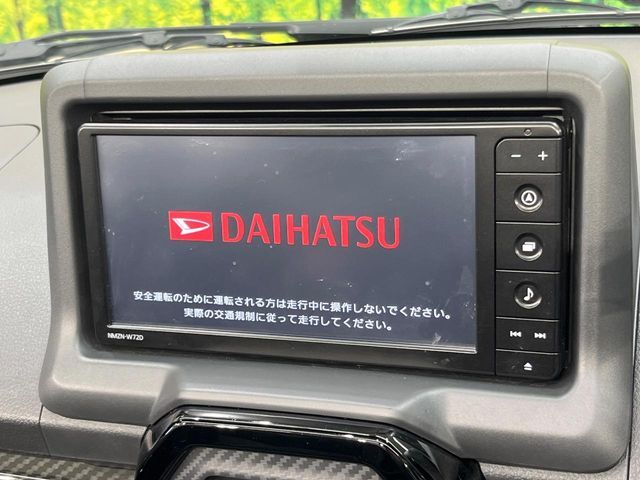 DAIHATSU
安全運転のために運転される方は走行中に操作しないでください。
実際の交通規制に従って走行してください。
NMZN-W72D